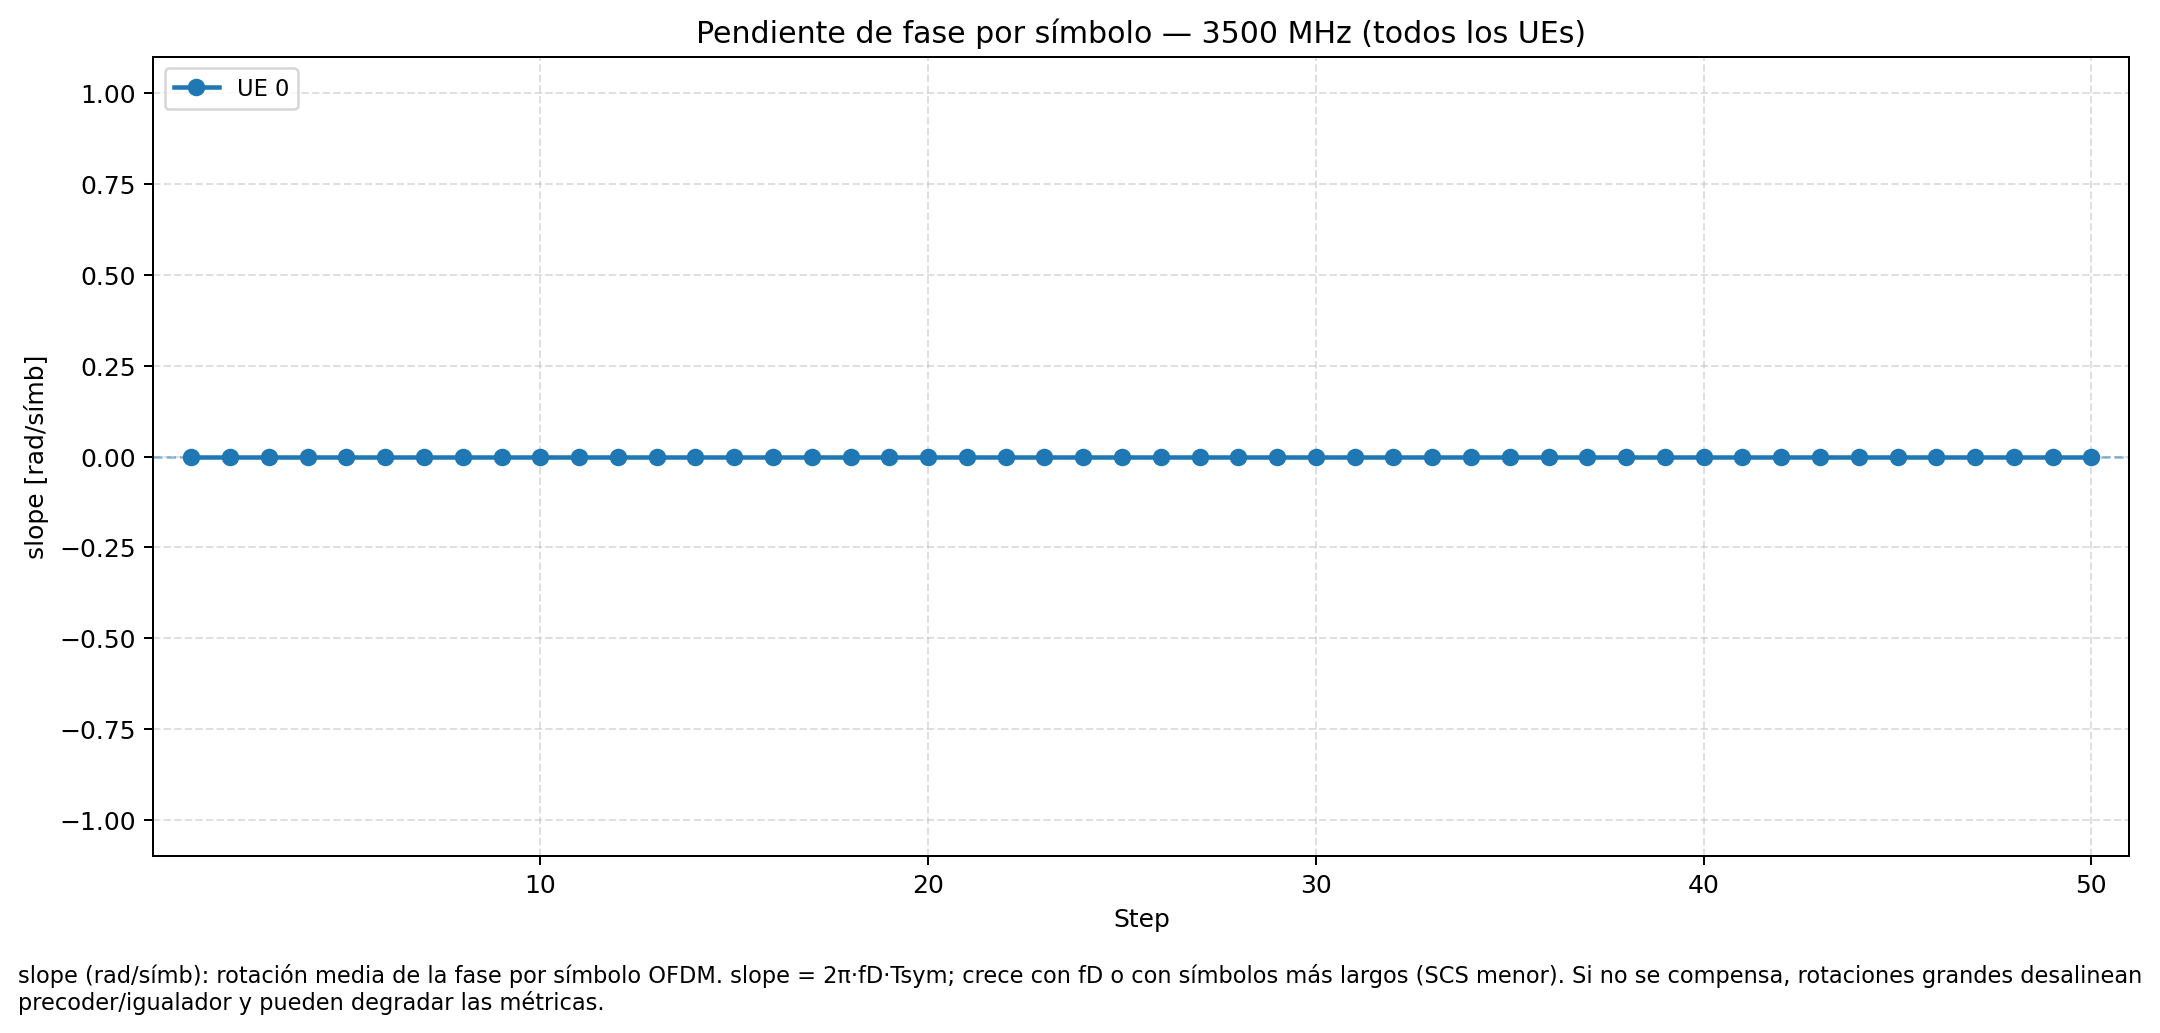 Pendiente de fase por símbolo — 3500 MHz (todos los UEs)
UE 0
1.00
0.75
0.50
0.25
0.00
−0.25
−0.50
−0.75
−1.00
slope [rad/símb]
10
20
30
40
50
Step
slope (rad/símb): rotación media de la fase por símbolo OFDM. slope = 2π·fD·Tsym; crece con fD o con símbolos más largos (SCS menor). Si no se compensa, rotaciones grandes desalinean
precoder/igualador y pueden degradar las métricas.